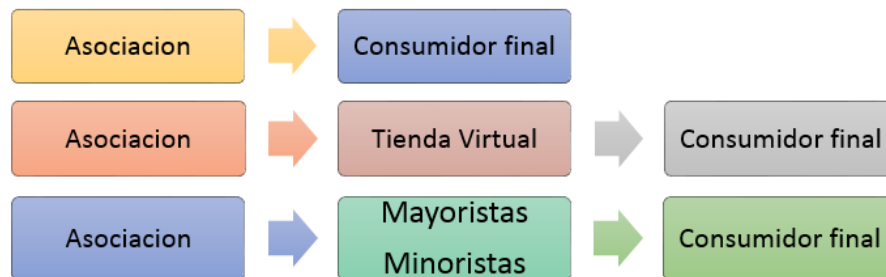 Asociacion
Consumidor final
Asociacion
Tienda Virtual
Consumidor final
Asociacion
Mayoristas
Minoristas
Consumidor final